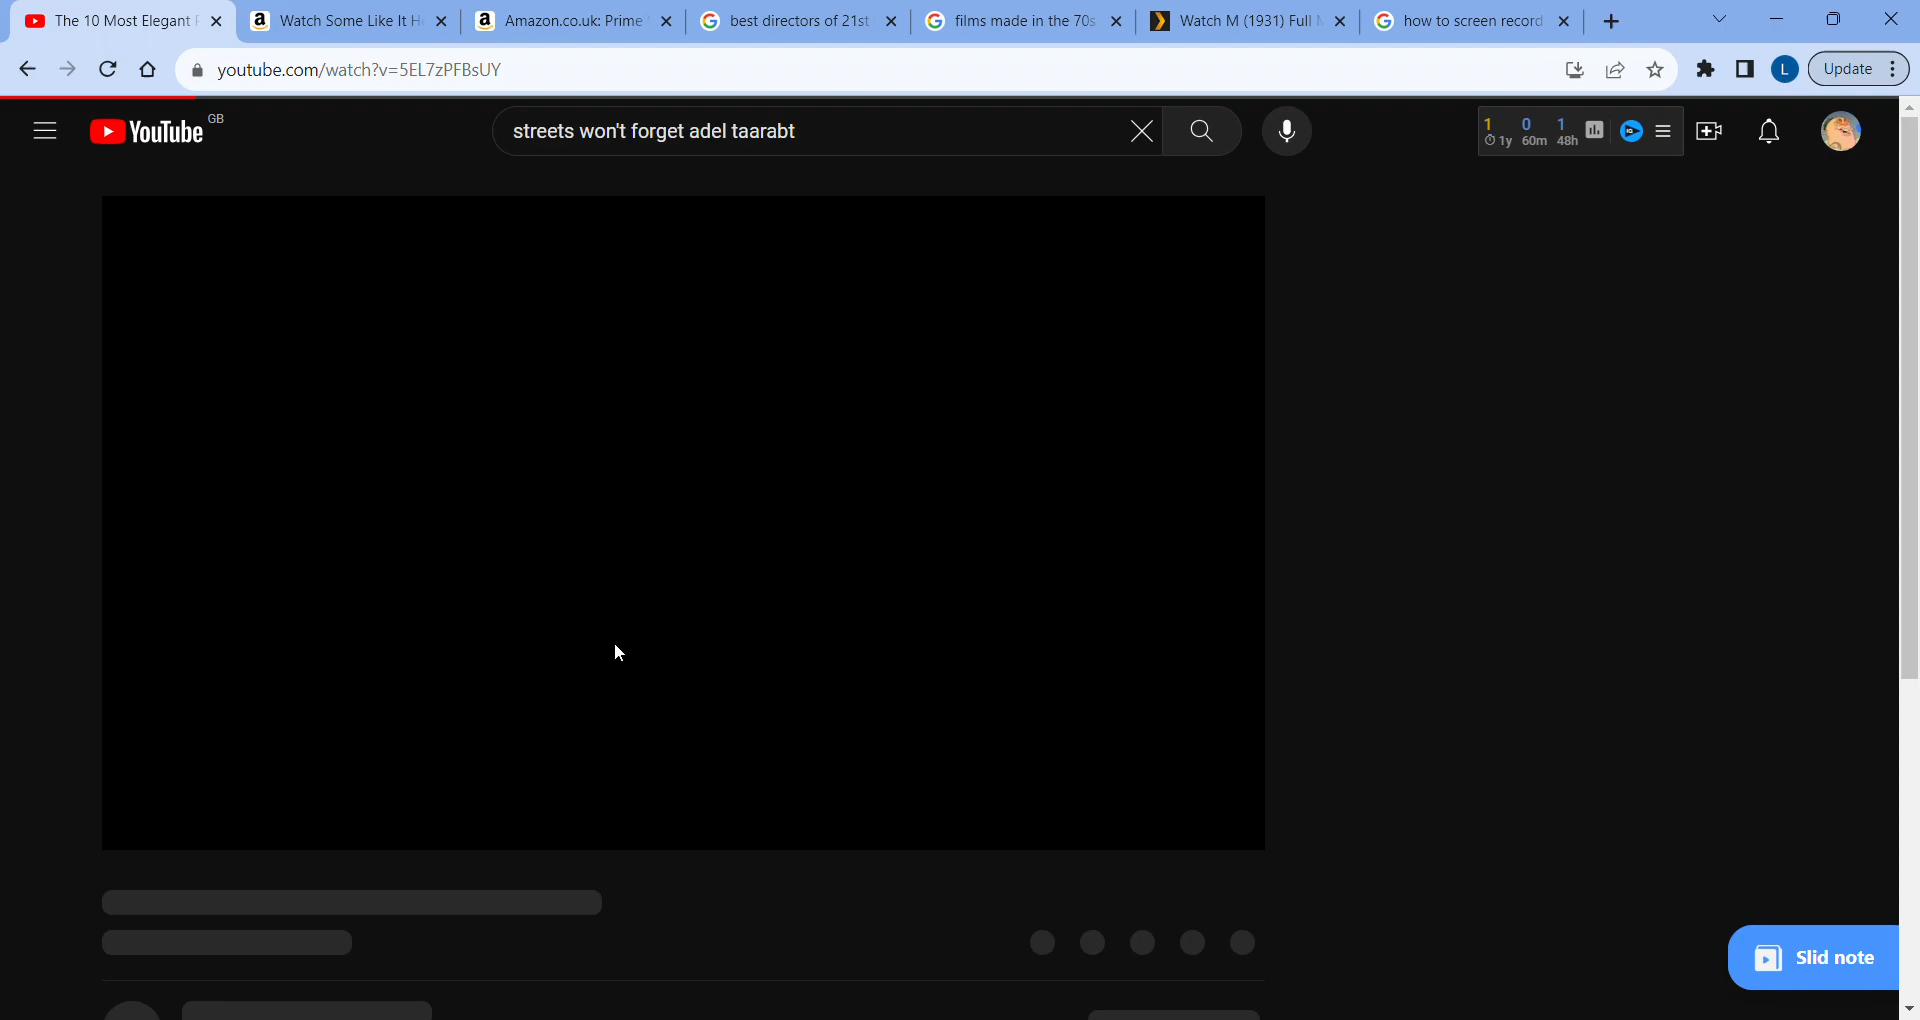 The 10 Most Elegant
Watch Some Like It H
Amazon.co.uk: Prime
best directors of 21st
films made in the 70s
Watch M (1931) Full
how to screen record
youtube.com/watch?v=5EL7zPFBsUY
L
Update
YouTube GB
streets won't forget adel taarabt
1 0 1
1y 60m 48h
Slid note